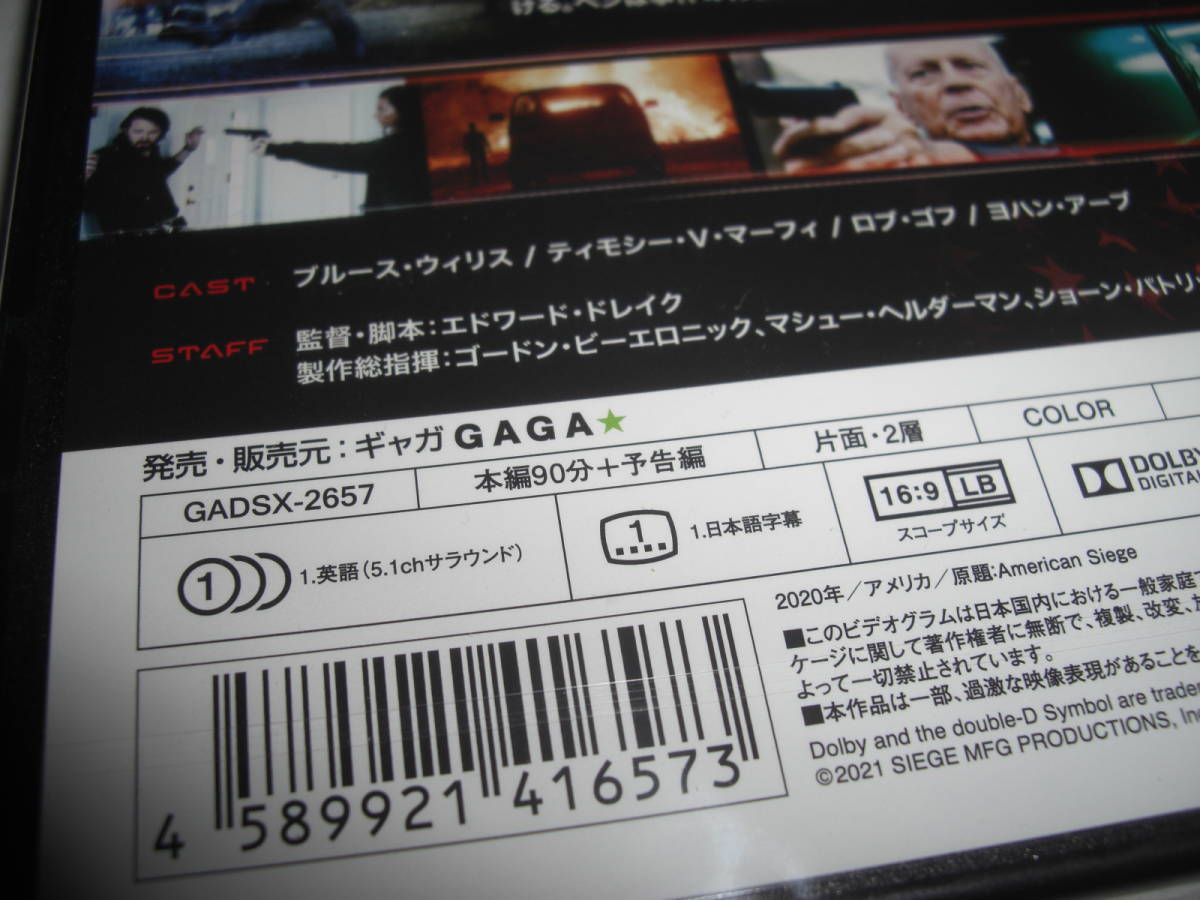 ける。ベンは事件の
CAST ブルース・ウィリス / ティモシー・V・マーフィ / ロブ・ゴフ / ヨハン・アーブ
STAFF 監督・脚本：エドワード・ドレイク
製作総指揮：ゴードン・ビーエロニック、マシュー・ヘルダーマン、ショーン・パトリッ
発売・販売元：ギャガ GAGA★
GADSX-2657 本編90分＋予告編 片面・2層 COLOR
1 1.英語（5.1chサラウンド） 1 1.日本語字幕 16:9 LB スコープサイズ DOLBY DIGITAL
2020年／アメリカ／原題：American Siege
■このビデオグラムは日本国内における一般家庭
ケージに関して著作権者に無断で、複製、改変、
よって一切禁止されています。
■本作品は一部、過激な映像表現があることを
Dolby and the double-D Symbol are tradem
©2021 SIEGE MFG PRODUCTIONS, In
4 589921 416573